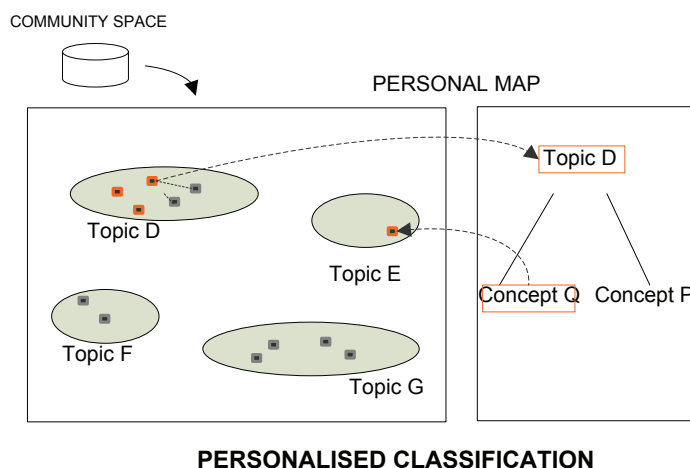 COMMUNITY SPACE
PERSONAL MAP
Topic D
Topic D
Topic E
Concept Q
Concept P
Topic F
Topic G
PERSONALISED CLASSIFICATION